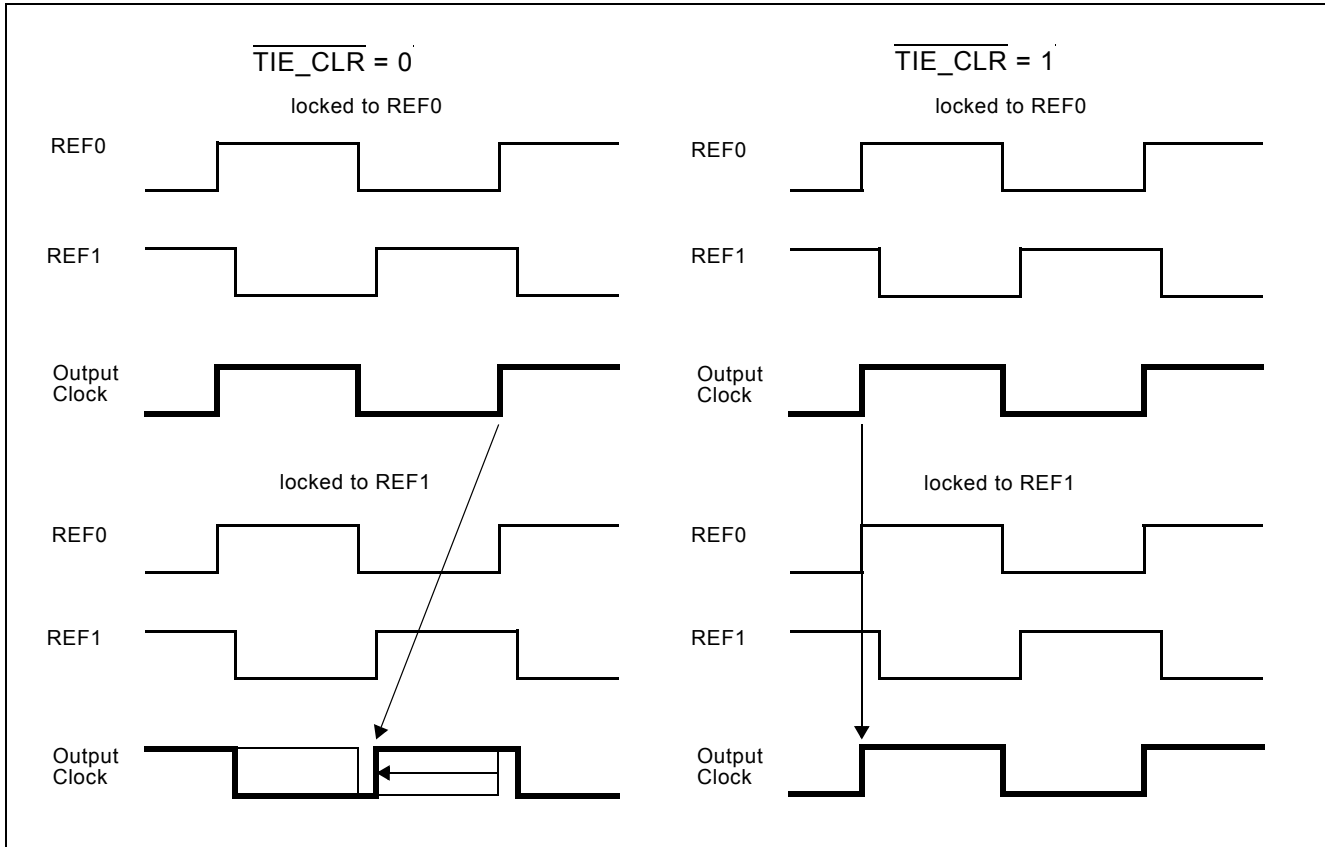 TIE_CLR = 0
locked to REF0
REF0
REF1
Output
Clock
locked to REF1
REF0
REF1
Output
Clock
TIE_CLR = 1
locked to REF0
REF0
REF1
Output
Clock
locked to REF1
REF0
REF1
Output
Clock